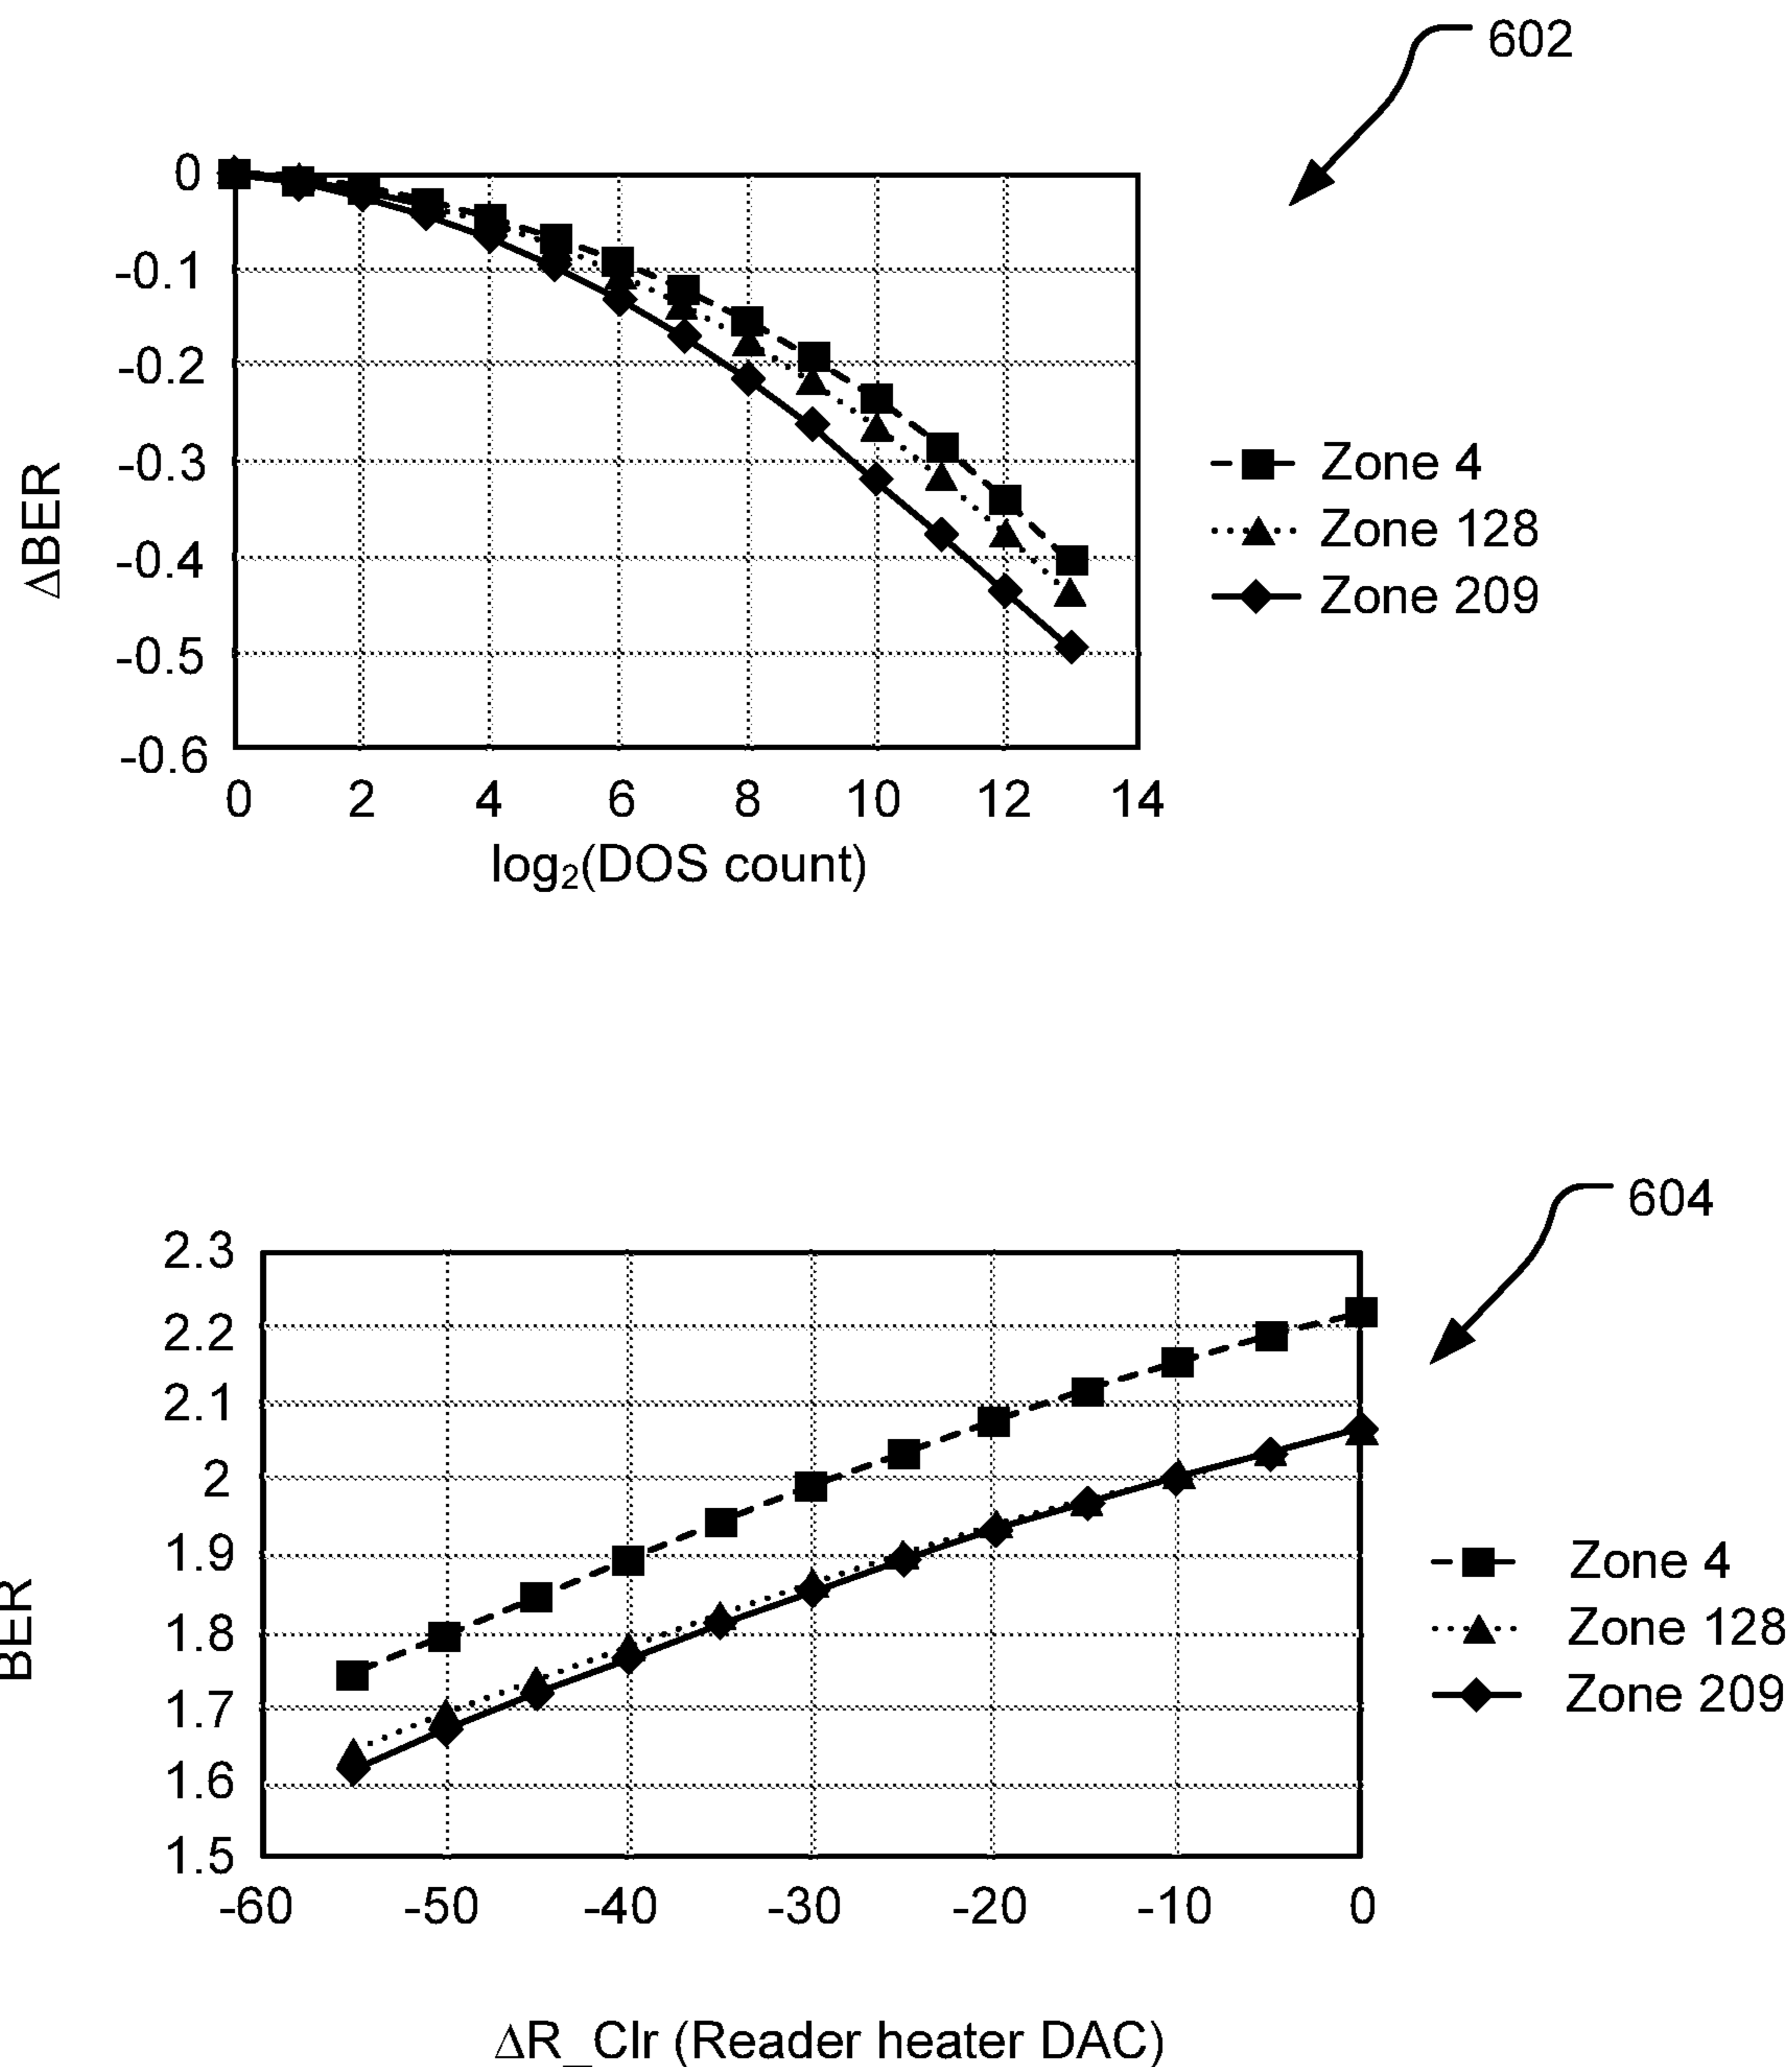 602
0
-0.1
-0.2
-0.3
-0.4
-0.5
-0.6
ΔBER
0 2 4 6 8 10 12 14
log₂(DOS count)
Zone 4
Zone 128
Zone 209
604
2.3
2.2
2.1
2
1.9
1.8
1.7
1.6
1.5
BER
-60 -50 -40 -30 -20 -10 0
ΔR_Clr (Reader heater DAC)
Zone 4
Zone 128
Zone 209